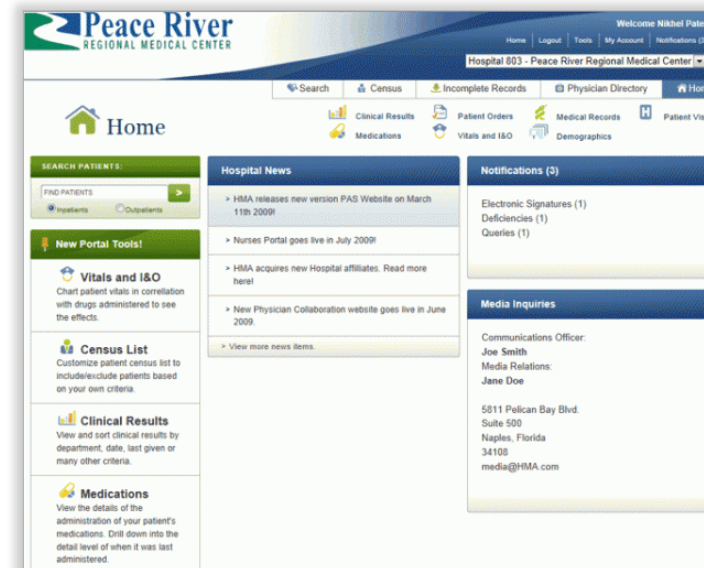 Peace River
REGIONAL MEDICAL CENTER
Welcome Nikhel Pate
Home Logout Tools My Account Notifications (3
Hospital 803 - Peace River Regional Medical Center
Search Census Incomplete Records Physician Directory Hom
Home
Clinical Results Patient Orders Medical Records Patient Vis
Medications Vitals and I&O Demographics
SEARCH PATIENTS:
FIND PATIENTS >
Inpatients Outpatients
New Portal Tools!
Vitals and I&O
Chart patient vitals in correllation
with drugs administered to see
the effects.
Census List
Customize patient census list to
include/exclude patients based
on your own criteria.
Clinical Results
View and sort clinical results by
department, date, last given or
many other criteria.
Medications
View the details of the
administration of your patient's
medications. Drill down into the
detail level of when it was last
administered.
Hospital News
> HMA releases new version PAS Website on March
11th 2009!
> Nurses Portal goes live in July 2009!
> HMA acquires new Hospital affilliates. Read more
here!
> New Physician Collaboration website goes live in June
2009.
> View more news items.
Notifications (3)
Electronic Signatures (1)
Deficiencies (1)
Queries (1)
Media Inquiries
Communications Officer:
Joe Smith
Media Relations:
Jane Doe
5811 Pelican Bay Blvd.
Suite 500
Naples, Florida
34108
media@HMA.com